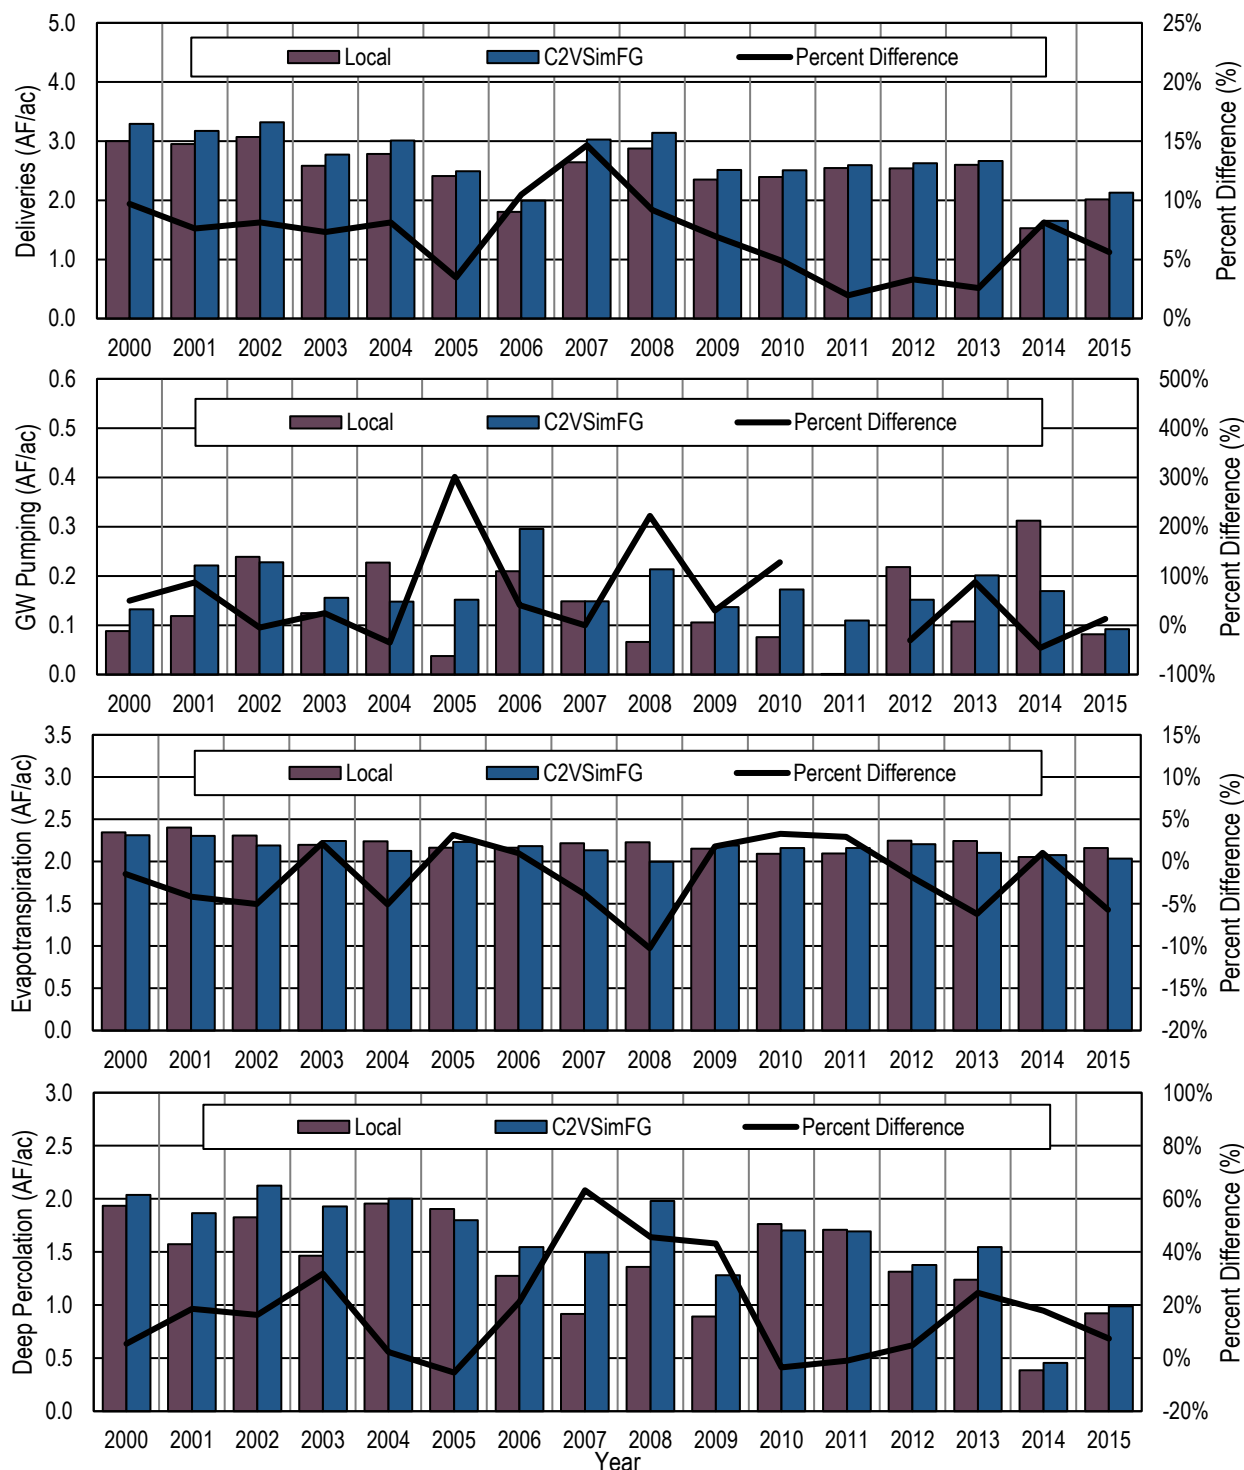 Deliveries (AF/ac)
5.0 25%
Local C2VSimFG Percent Difference
4.0 20%
3.0 15%
2.0 10%
1.0 5%
0.0 0%
Percent Difference (%)
2000 2001 2002 2003 2004 2005 2006 2007 2008 2009 2010 2011 2012 2013 2014 2015
GW Pumping (AF/ac)
0.6 500%
Local C2VSimFG Percent Difference
0.5 400%
0.4 300%
0.3 200%
0.2 100%
0.1 0%
0.0 -100%
Percent Difference (%)
2000 2001 2002 2003 2004 2005 2006 2007 2008 2009 2010 2011 2012 2013 2014 2015
Evapotranspiration (AF/ac)
3.5 15%
Local C2VSimFG Percent Difference
3.0 10%
2.5 5%
2.0 0%
1.5 -5%
1.0 -10%
0.5 -15%
0.0 -20%
Percent Difference (%)
2000 2001 2002 2003 2004 2005 2006 2007 2008 2009 2010 2011 2012 2013 2014 2015
Deep Percolation (AF/ac)
3.0 100%
Local C2VSimFG Percent Difference
2.5 80%
2.0 60%
1.5 40%
1.0 20%
0.5 0%
0.0 -20%
Percent Difference (%)
2000 2001 2002 2003 2004 2005 2006 2007 2008 2009 2010 2011 2012 2013 2014 2015
Year